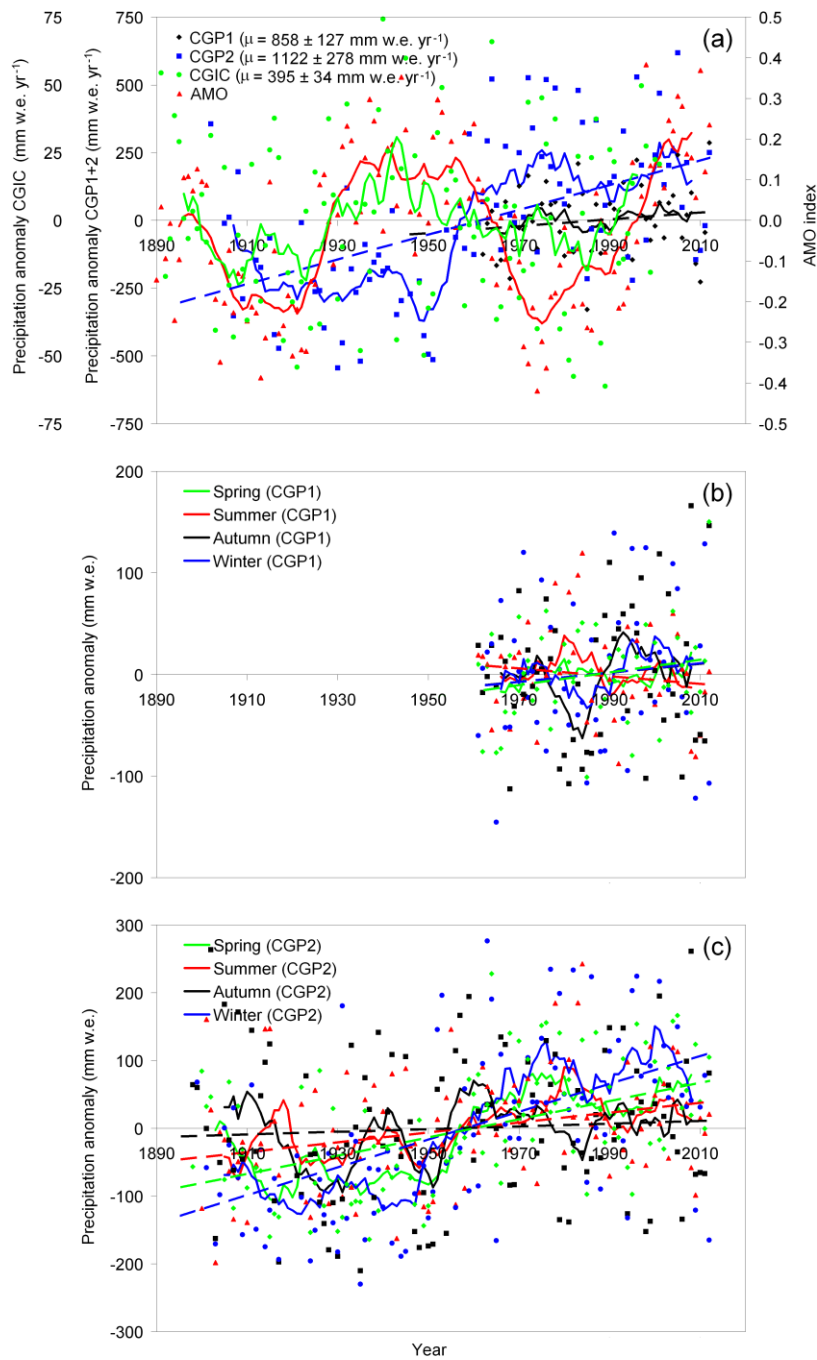 (a)
CGP1 (μ = 858 ± 127 mm w.e. yr-1)
CGP2 (μ = 1122 ± 278 mm w.e. yr-1)
CGIC (μ = 395 ± 34 mm w.e. yr-1)
AMO
75
50
25
0
25
50
75
Precipitation anomaly CGIC (mm w.e. yr-1)
750
500
250
0
-250
-500
-750
Precipitation anomaly CGP1+2 (mm w.e. yr-1)
0.5
0.4
0.3
0.2
0.1
0.0
-0.1
-0.2
-0.3
-0.4
-0.5
AMO index
1890 1910 1930 1950 1970 1990 2010
(b)
Spring (CGP1)
Summer (CGP1)
Autumn (CGP1)
Winter (CGP1)
200
100
0
-100
-200
Precipitation anomaly (mm w.e.)
1890 1910 1930 1950 1970 1990 2010
(c)
Spring (CGP2)
Summer (CGP2)
Autumn (CGP2)
Winter (CGP2)
300
200
100
0
-100
-200
-300
Precipitation anomaly (mm w.e.)
1890 1910 1930 1950 1970 1990 2010
Year